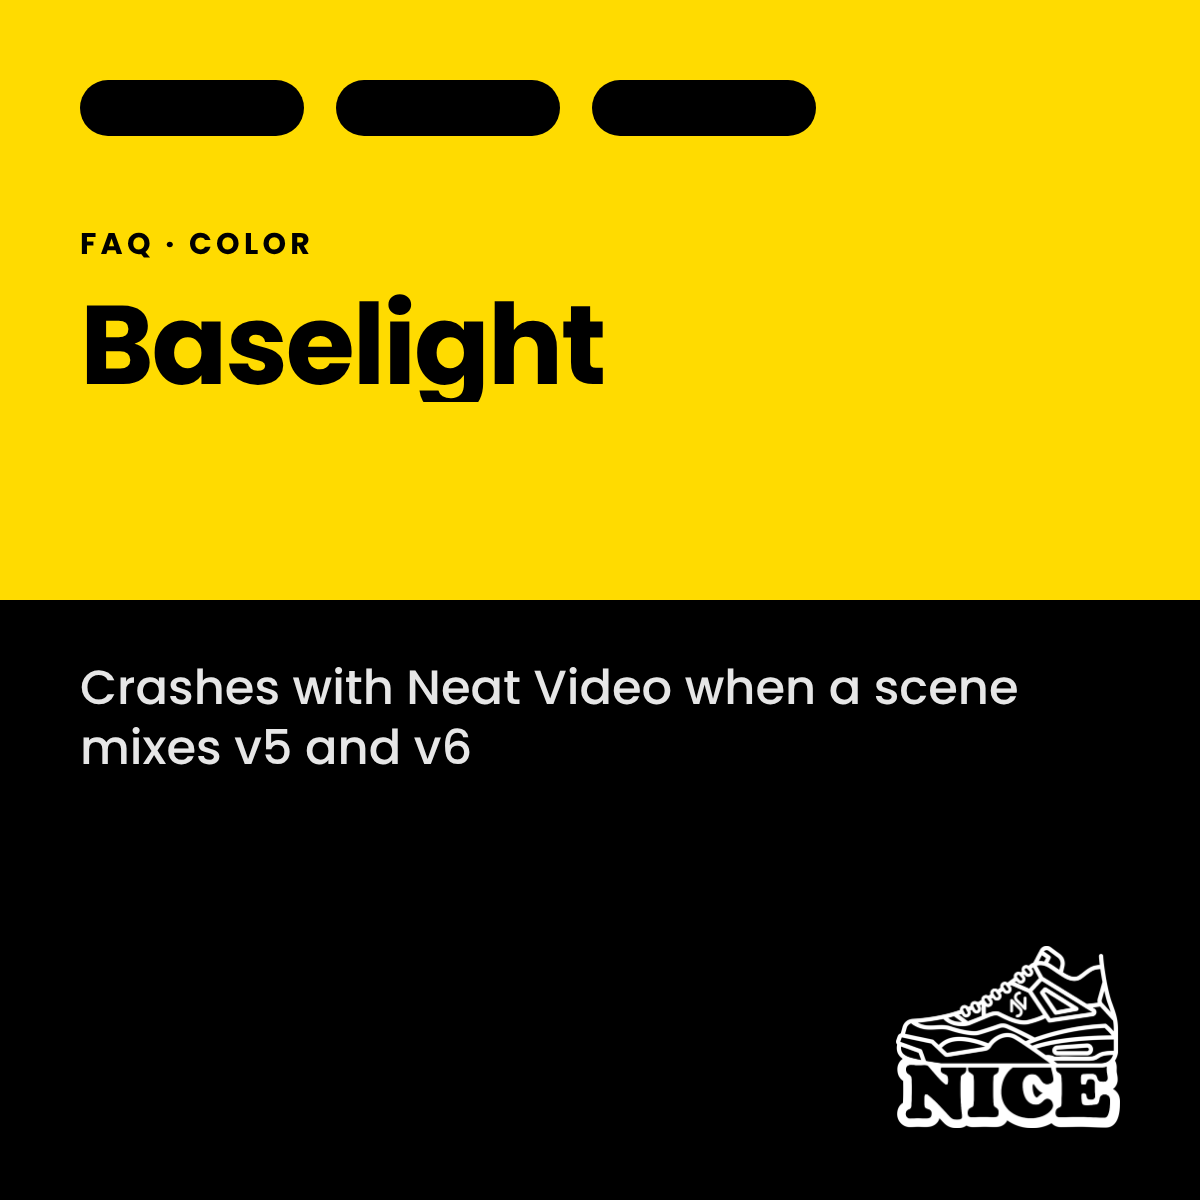 FAQ · COLOR
Baselight
Crashes with Neat Video when a scene
mixes v5 and v6
NICE